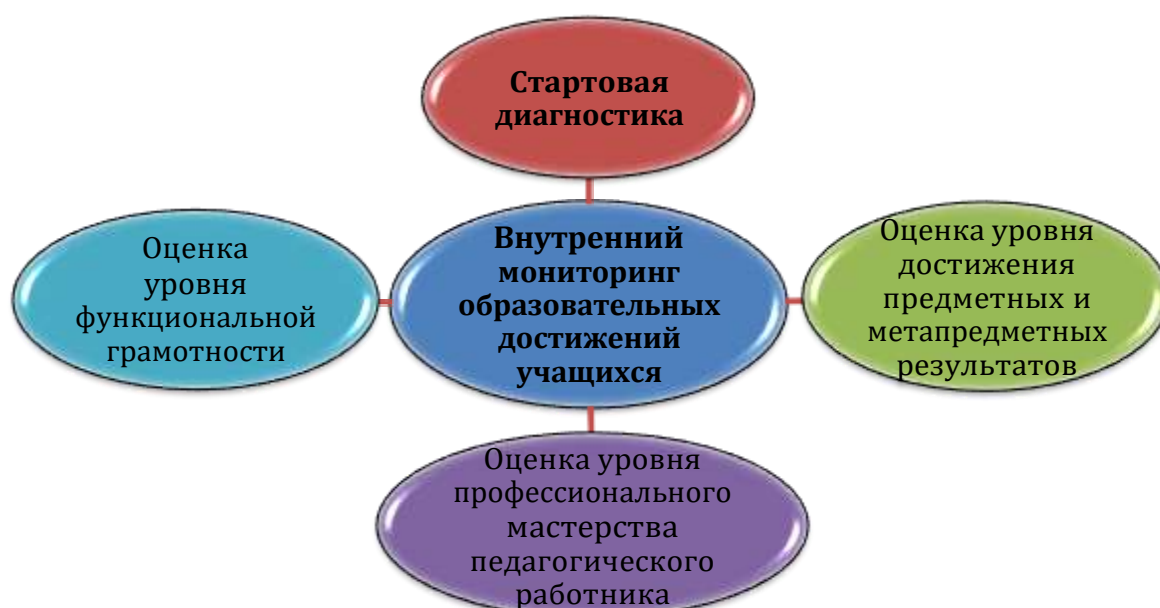 Стартовая
диагностика
Оценка
уровня
функциональной
грамотности
Внутренний
мониторинг
образовательных
достижений
учащихся
Оценка уровня
достижения
предметных и
метапредметных
результатов
Оценка уровня
профессионального
мастерства
педагогического
работника